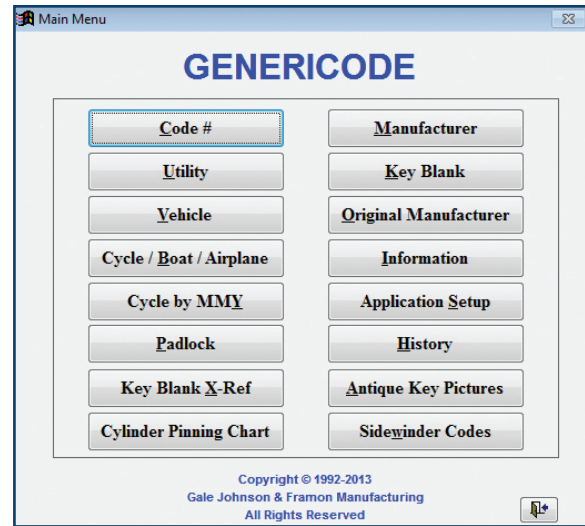 Main Menu
GENERICODE
Code #
Manufacturer
Utility
Key Blank
Vehicle
Original Manufacturer
Cycle / Boat / Airplane
Information
Cycle by MMY
Application Setup
Padlock
History
Key Blank X-Ref
Antique Key Pictures
Cylinder Pinning Chart
Sidewinder Codes
Copyright © 1992-2013
Gale Johnson & Framon Manufacturing
All Rights Reserved